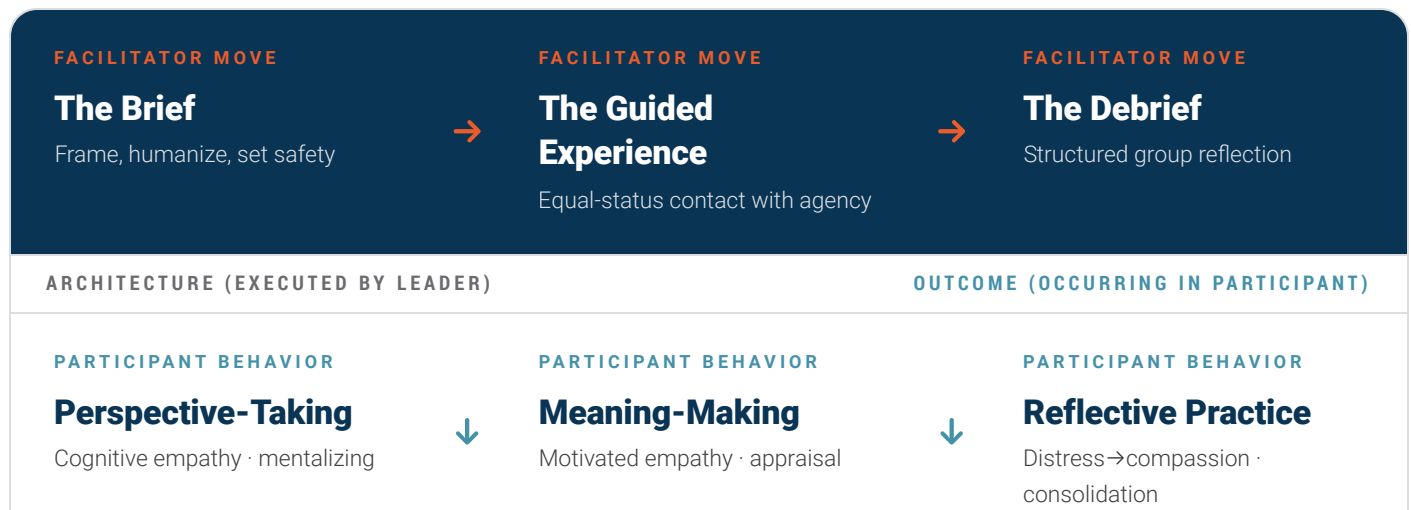 FACILITATOR MOVE
The Brief
Frame, humanize, set safety
→
FACILITATOR MOVE
The Guided
Experience
Equal-status contact with agency
→
FACILITATOR MOVE
The Debrief
Structured group reflection
ARCHITECTURE (EXECUTED BY LEADER)
OUTCOME (OCCURRING IN PARTICIPANT)
PARTICIPANT BEHAVIOR
Perspective-Taking
Cognitive empathy · mentalizing
↓
PARTICIPANT BEHAVIOR
Meaning-Making
Motivated empathy · appraisal
↓
PARTICIPANT BEHAVIOR
Reflective Practice
Distress→compassion ·
consolidation